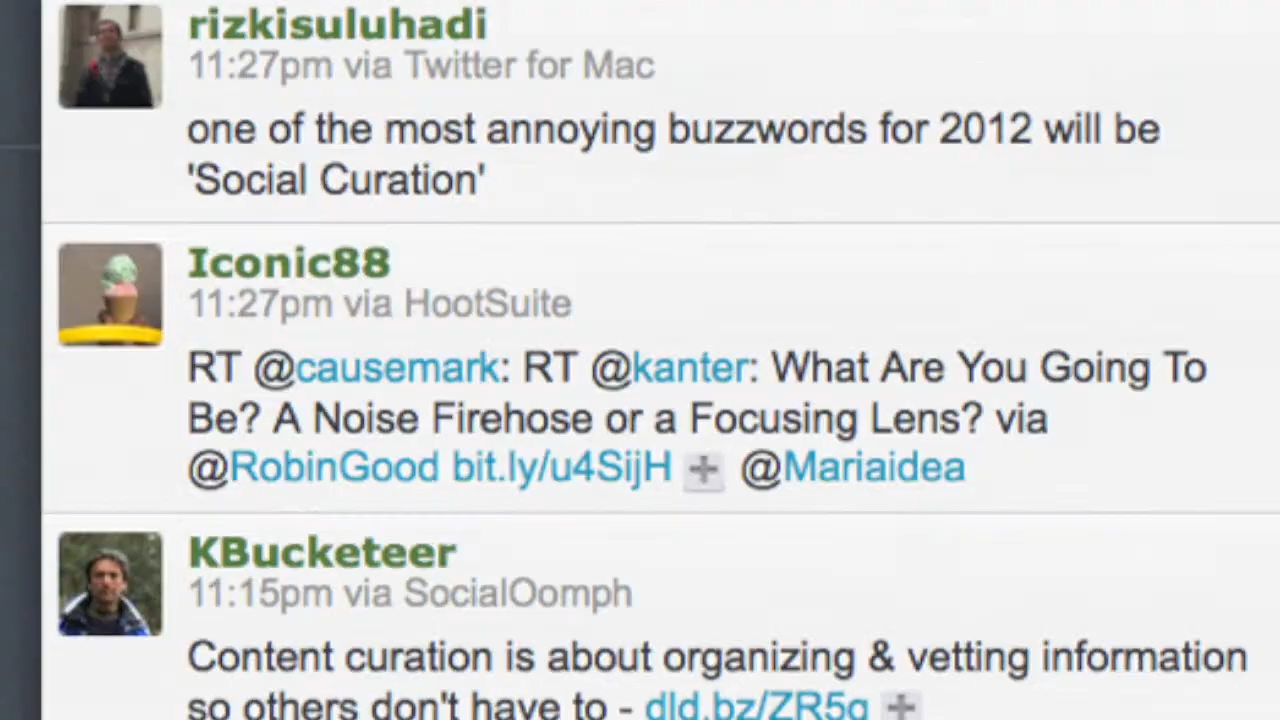 rizkisuluhadi
11:27pm via Twitter for Mac
one of the most annoying buzzwords for 2012 will be
'Social Curation'
Iconic88
11:27pm via HootSuite
RT @causemark: RT @kanter: What Are You Going To
Be? A Noise Firehose or a Focusing Lens? via
@RobinGood bit.ly/u4SijH + @Mariaidea
KBucketeer
11:15pm via SocialOomph
Content curation is about organizing & vetting information
so others don't have to - dld.bz/ZR5q +